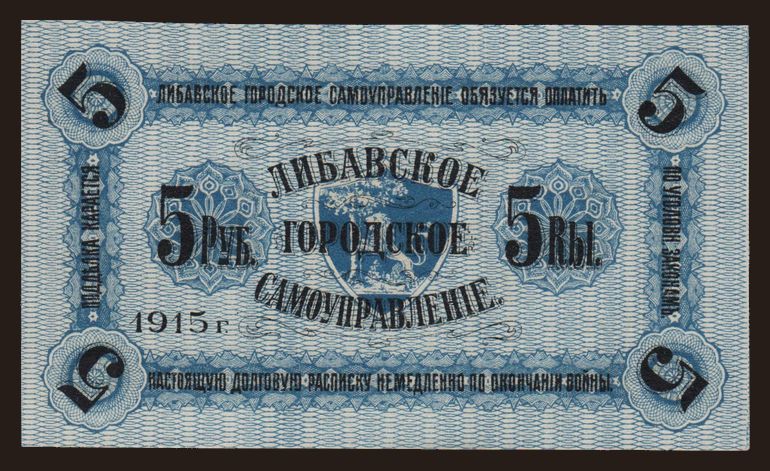 5 5
ЛИБАВСКОЕ ГОРОДСКОЕ САМОУПРАВЛЕНІЕ ОБЯЗУЕТСЯ ОПЛАТИТЬ
ПОДДѢЛКА КАРАЕТСЯ
ЛИБАВСКОЕ
5 РУБ. ГОРОДСКОЕ 5 Rbl.
САМОУПРАВЛЕНІЕ.
ПО УГОЛОВН. ЗАКОНАМЪ
1915 г.
НАСТОЯЩУЮ ДОЛГОВУЮ РАСПИСКУ НЕМЕДЛЕННО ПО ОКОНЧАНІИ ВОЙНЫ.
5 5